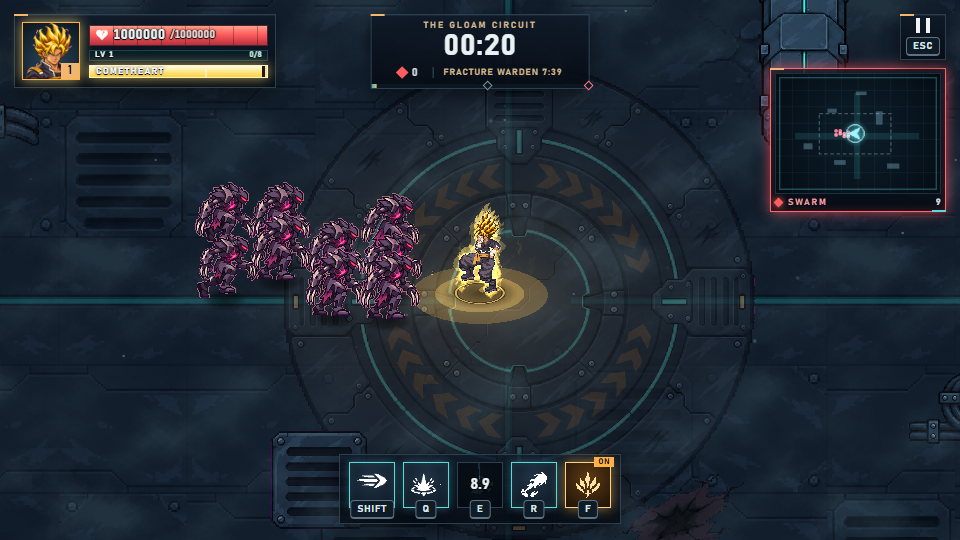 1000000 /1000000
LV 1
0/8
COMETHEART
1
THE GLOAM CIRCUIT
00:20
0
FRACTURE WARDEN 7:39
ESC
SWARM
9
ON
8.9
SHIFT
Q
E
R
F